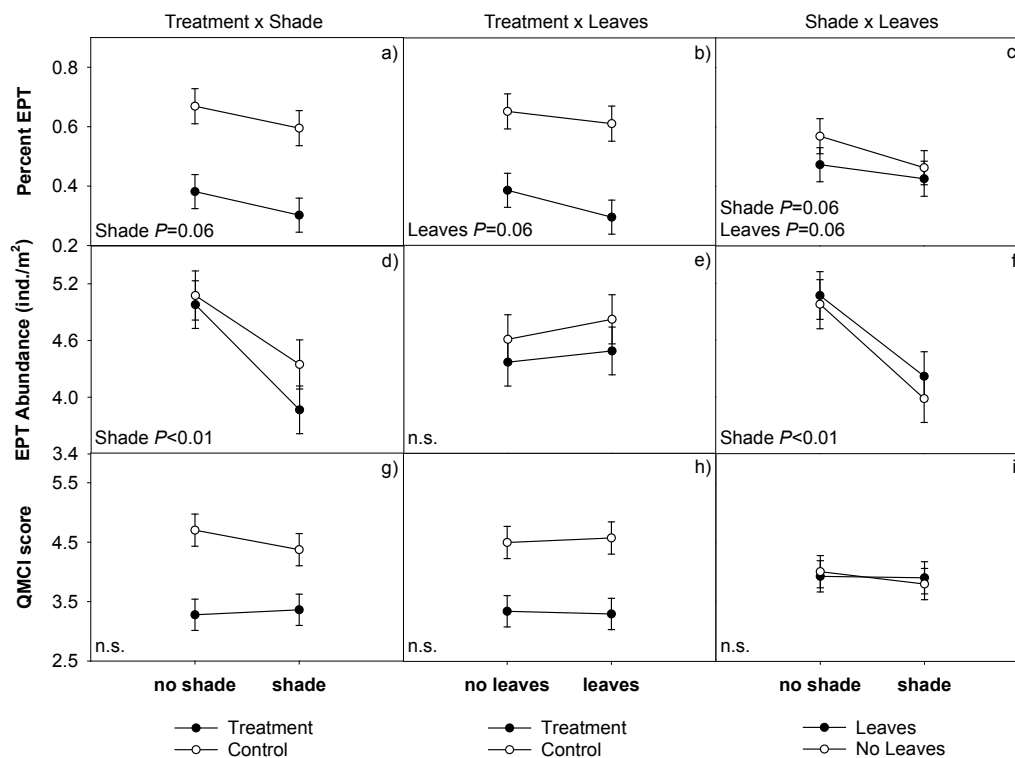 Treatment x Shade Treatment x Leaves Shade x Leaves
Percent EPT
0.8
0.6
0.4
0.2
a)
Shade P=0.06
b)
Leaves P=0.06
c
Shade P=0.06
Leaves P=0.06
EPT Abundance (ind./m²)
5.2
4.6
4.0
3.4
d)
Shade P<0.01
e)
n.s.
f
Shade P<0.01
QMCI score
5.5
4.5
3.5
2.5
g)
n.s.
h)
n.s.
i
n.s.
no shade shade no leaves leaves no shade shade
Treatment
Control
Treatment
Control
Leaves
No Leaves